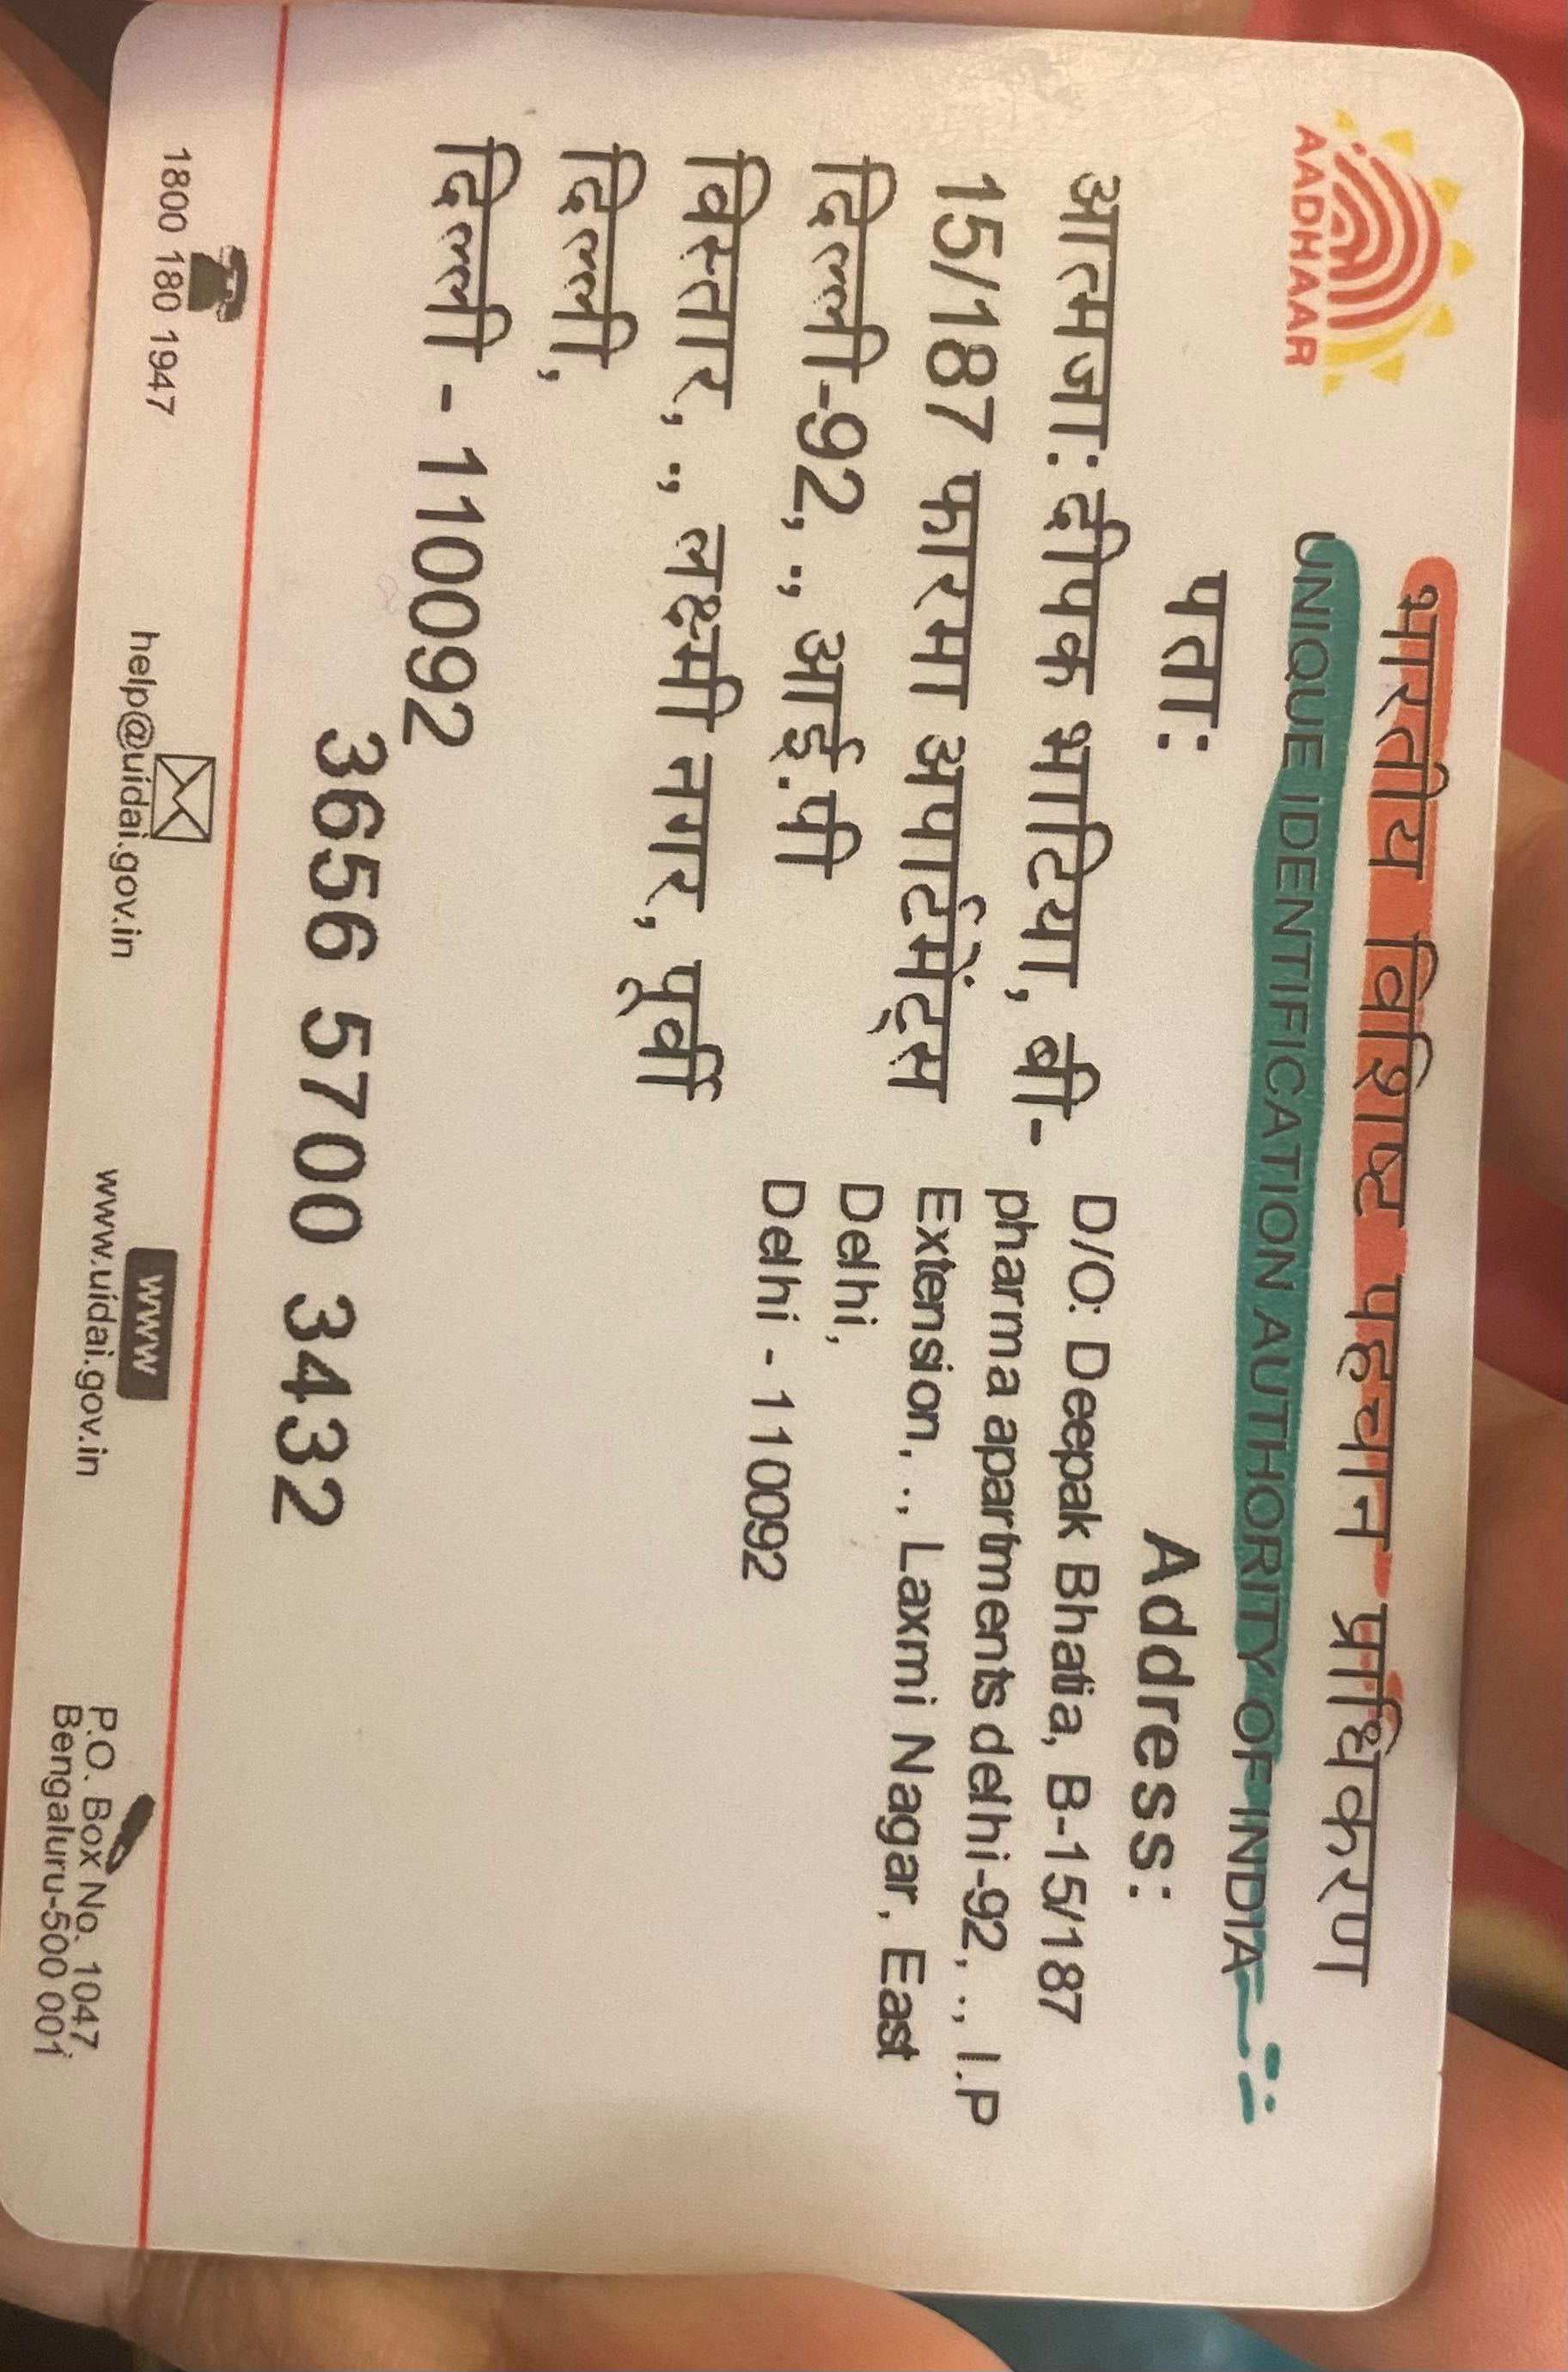 भारतीय विशिष्ट पहचान प्राधिकरण
UNIQUE IDENTIFICATION AUTHORITY OF INDIA
AADHAAR
पता:
आत्मजा: दीपक भाटिया, बी-
15/187 फारमा अपार्टमेंट्स
दिल्ली-92, ., आई.पी
विस्तार, ., लक्ष्मी नगर, पूर्वी
दिल्ली,
दिल्ली - 110092
Address:
D/O: Deepak Bhatia, B-15/187
pharma apartments delhi-92, ., I.P
Extension, ., Laxmi Nagar, East
Delhi,
Delhi - 110092
3656 5700 3432
1800 180 1947
help@uidai.gov.in
www
www.uidai.gov.in
P.O. Box No. 1047,
Bengaluru-500 001